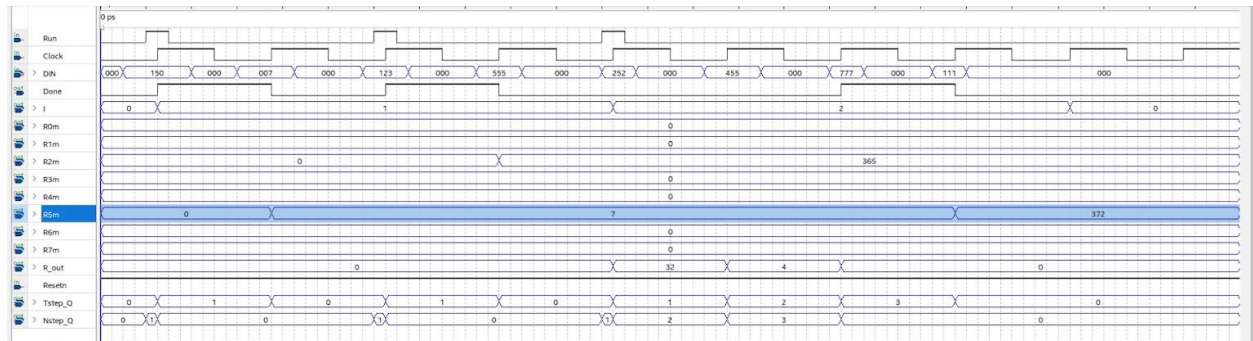 0 ps
Run
Clock
DIN 000 150 000 007 000 123 000 555 000 252 000 455 000 777 000 111 000
Done
I 0 1 2 0
R0m 0
R1m 0
R2m 0 365
R3m 0
R4m 0
R5m 0 7 372
R6m 0
R7m 0
R_out 0 32 4 0
Resetn
Tstep_Q 0 1 0 1 0 1 2 3 0
Nstep_Q 0 1 0 1 0 1 2 3 0